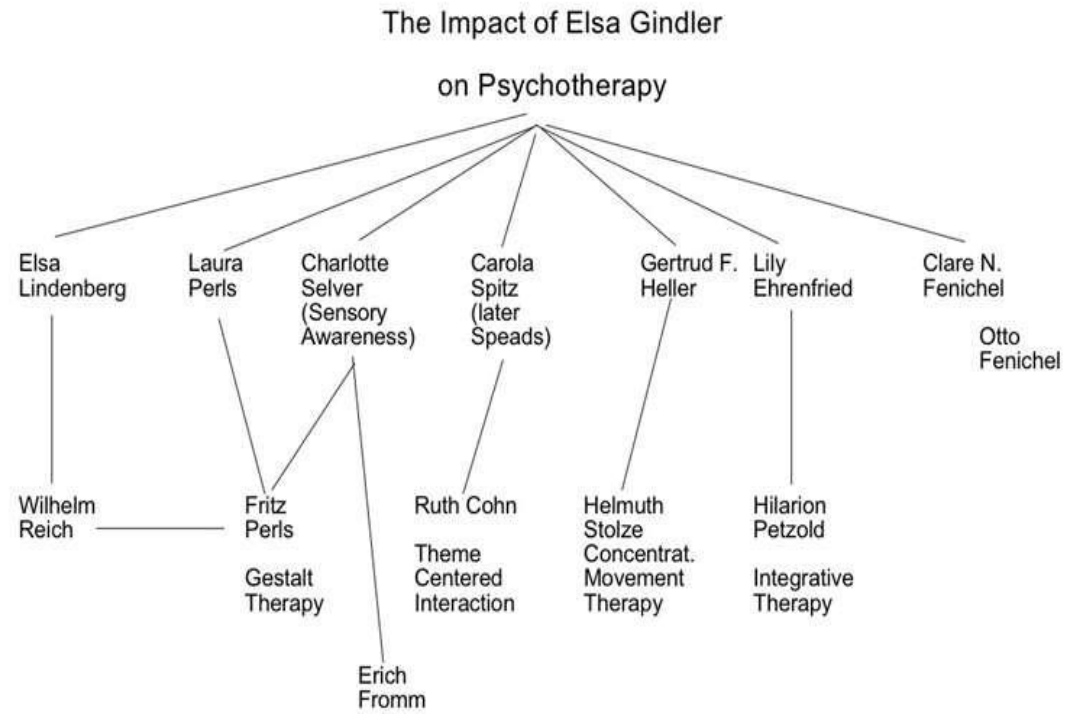 The Impact of Elsa Gindler
on Psychotherapy
Elsa
Lindenberg
Laura
Perls
Charlotte
Selver
(Sensory
Awareness)
Carola
Spitz
(later
Speads)
Gertrud F.
Heller
Lily
Ehrenfried
Clare N.
Fenichel
Otto
Fenichel
Wilhelm
Reich
Fritz
Perls
Gestalt
Therapy
Ruth Cohn
Theme
Centered
Interaction
Helmuth
Stolze
Concentrat.
Movement
Therapy
Hilarion
Petzold
Integrative
Therapy
Erich
Fromm